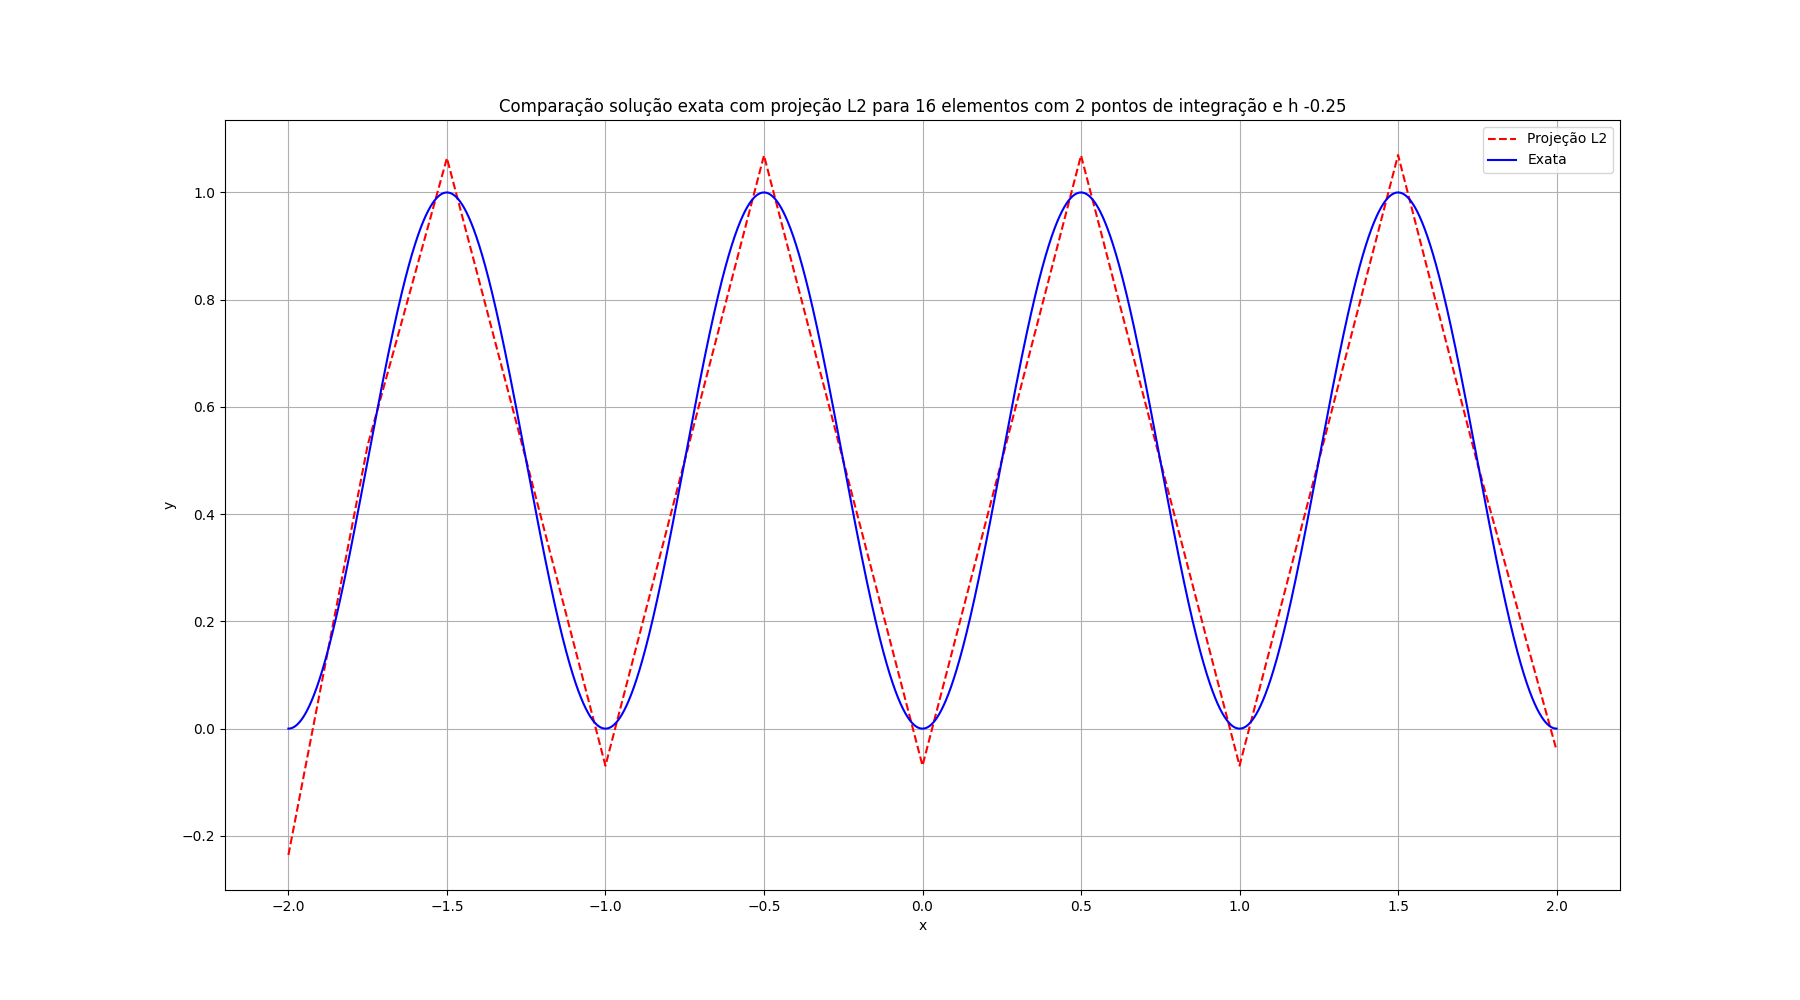 Comparação solução exata com projeção L2 para 16 elementos com 2 pontos de integração e h -0.25
Projeção L2
Exata
1.0
0.8
0.6
0.4
0.2
0.0
−0.2
y
−2.0 −1.5 −1.0 −0.5 0.0 0.5 1.0 1.5 2.0
x